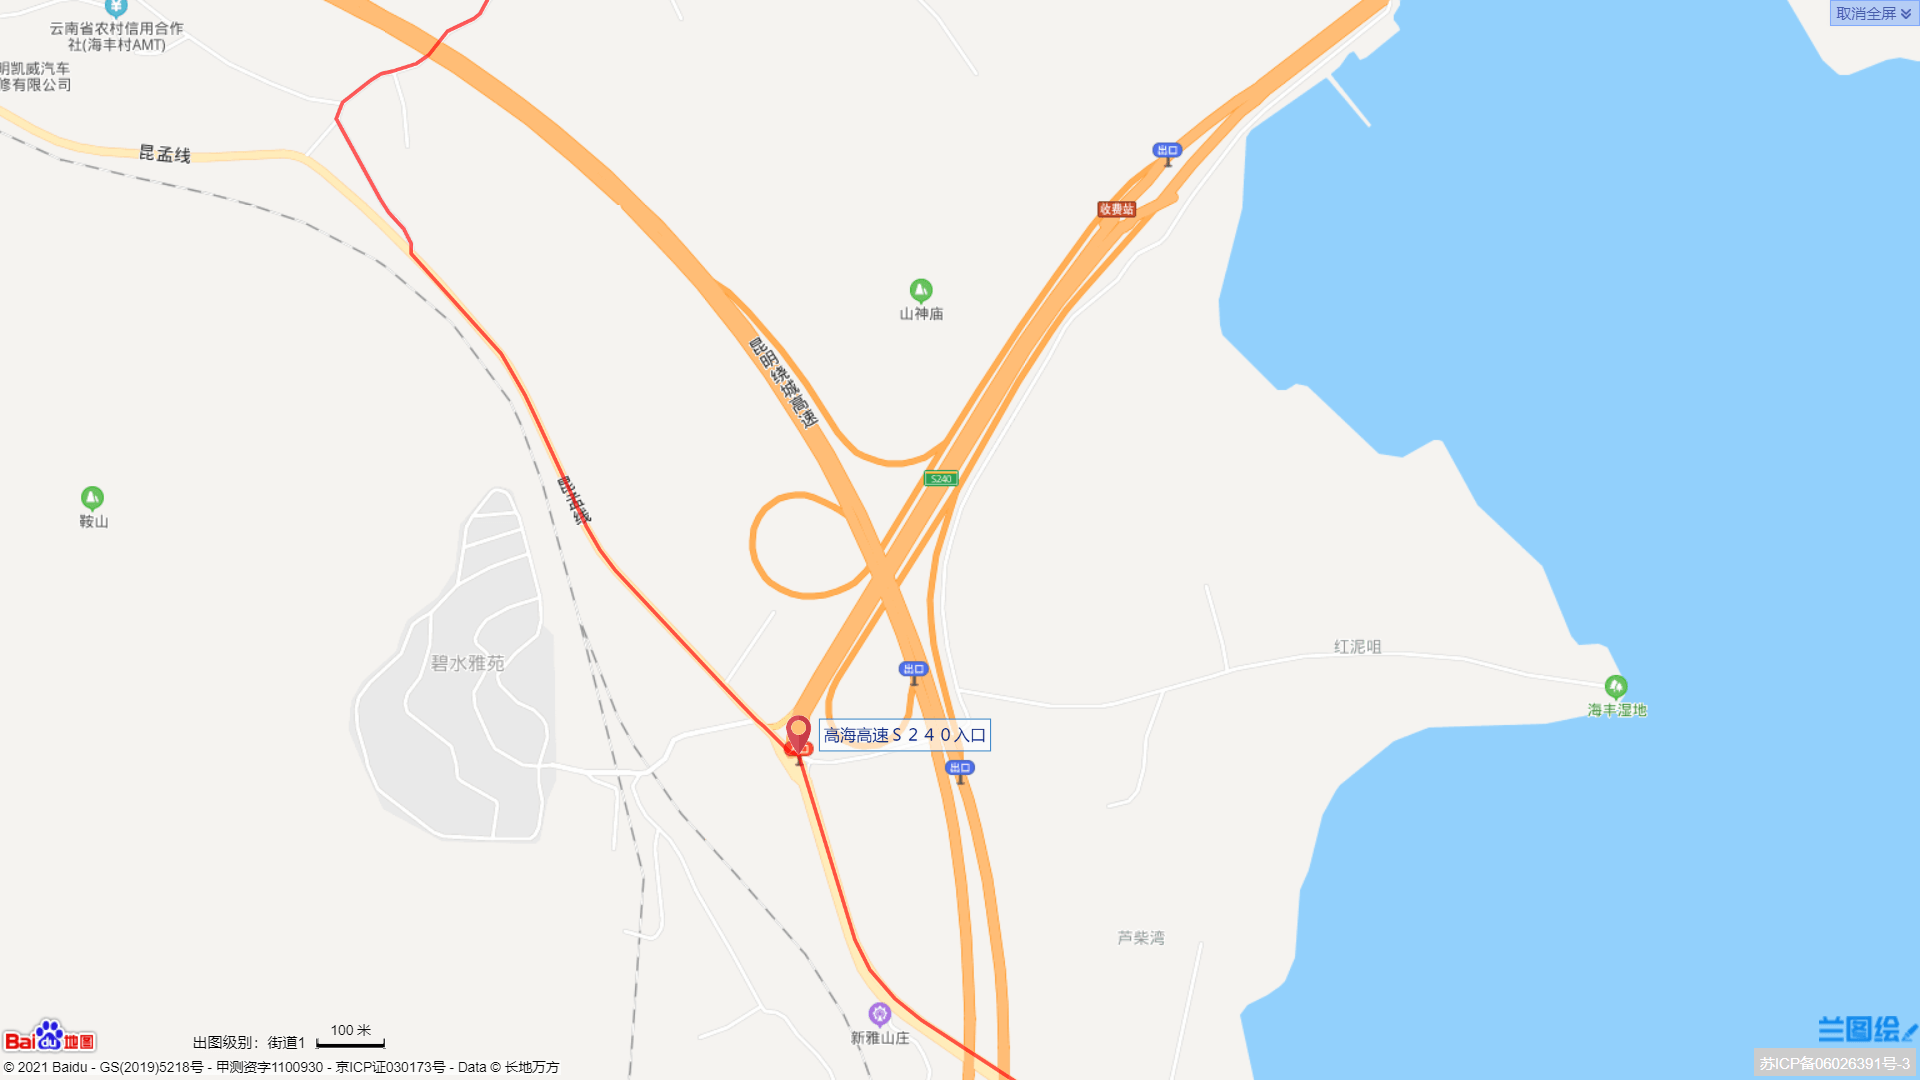 取消全屏
云南省农村信用合作
社(海丰村AMT)
明凯威汽车
修有限公司
昆孟线
出口
收费站
山神庙
昆明绕城高速
S240
鞍山
昆孟线
碧水雅苑
红泥咀
出口
海丰湿地
高海高速S240入口
出口
芦柴湾
新雅山庄
Bai du 地图
出图级别：街道1
100 米
兰图绘
© 2021 Baidu - GS(2019)5218号 - 甲测资字1100930 - 京ICP证030173号 - Data © 长地万方
苏ICP备06026391号-3